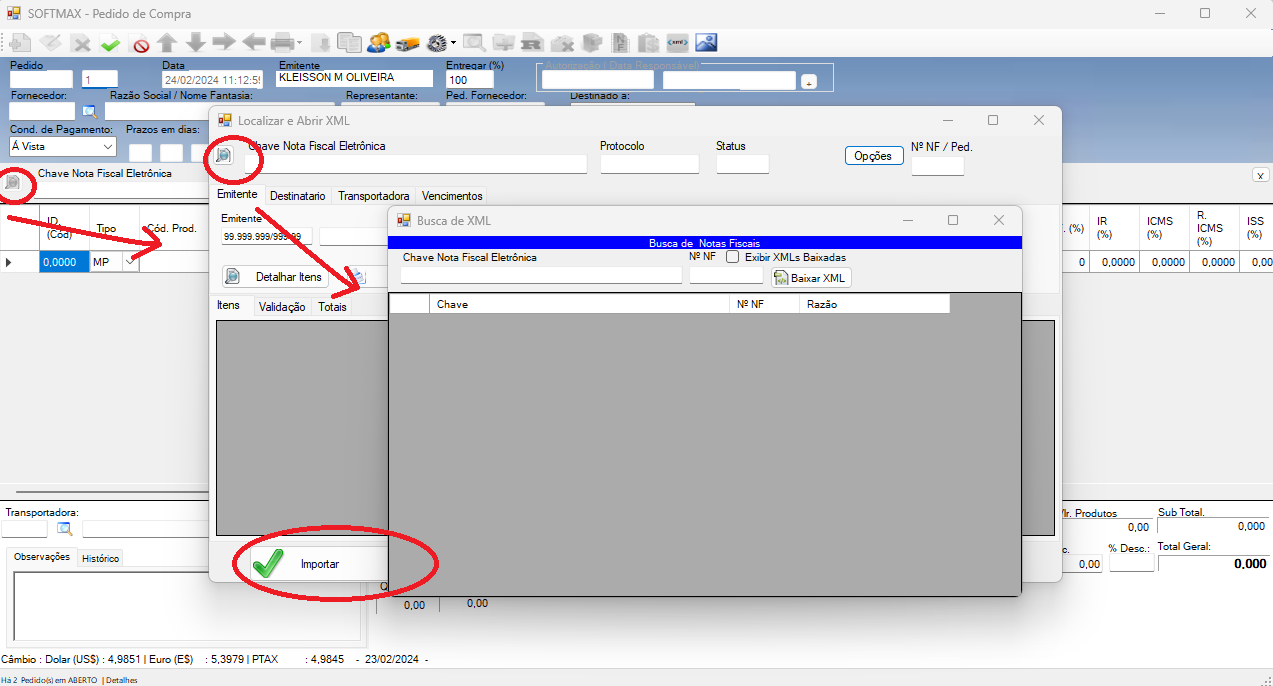 SOFTMAX - Pedido de Compra
Pedido
Data
Emitente
Entregar (%)
Autorização ( Data Responsável)
1
24/02/2024 11:12:5
KLEISSON M OLIVEIRA
100
Fornecedor:
Razão Social / Nome Fantasia:
Representante:
Ped. Fornecedor:
Destinado a:
Cond. de Pagamento:
Prazos em dias:
Á Vista
Chave Nota Fiscal Eletrônica
x
ID (Cód)
Tipo
Cód. Prod.
(%)
IR (%)
ICMS (%)
R. ICMS (%)
ISS (%)
0,0000
MP
0
0,0000
0,0000
0,0000
0,00
Localizar e Abrir XML
Chave Nota Fiscal Eletrônica
Protocolo
Status
Opções
Nº NF / Ped.
Emitente
Destinatario
Transportadora
Vencimentos
Emitente
99.999.999/999-99
Detalhar Itens
Itens
Validação
Totais
Importar
Busca de XML
Busca de Notas Fiscais
Chave Nota Fiscal Eletrônica
Nº NF
Exibir XMLs Baixadas
Baixar XML
Chave
Nº NF
Razão
Transportadora:
Vlr. Produtos
Sub Total.
0,00
0,000
Observações
Histórico
c.
% Desc.:
Total Geral:
0,00
0,000
Q
0,00
0,00
Câmbio : Dolar (US$) : 4,9851 | Euro (E$) : 5,3979 | PTAX : 4,9845 - 23/02/2024 -
Há 2 Pedido(s) em ABERTO | Detalhes